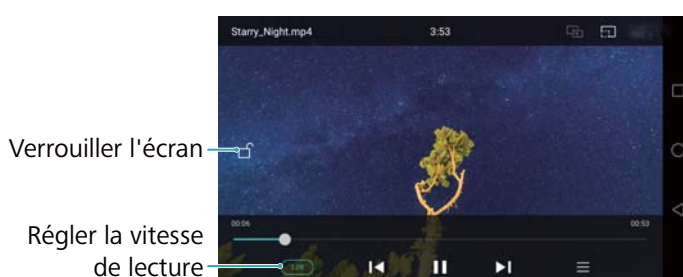 Starry_Night.mp4 3:53
Verrouiller l'écran
00:06 00:53
Régler la vitesse
de lecture